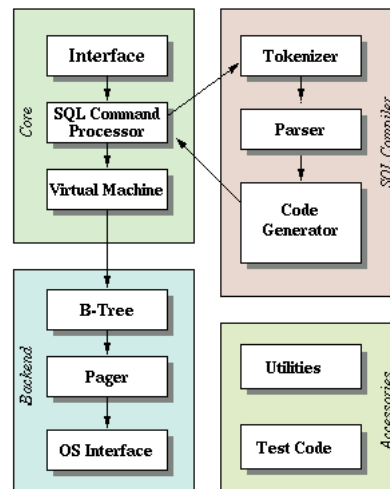 Core
Interface
SQL Command
Processor
Virtual Machine
SQL Compiler
Tokenizer
Parser
Code
Generator
Backend
B-Tree
Pager
OS Interface
Accessories
Utilities
Test Code